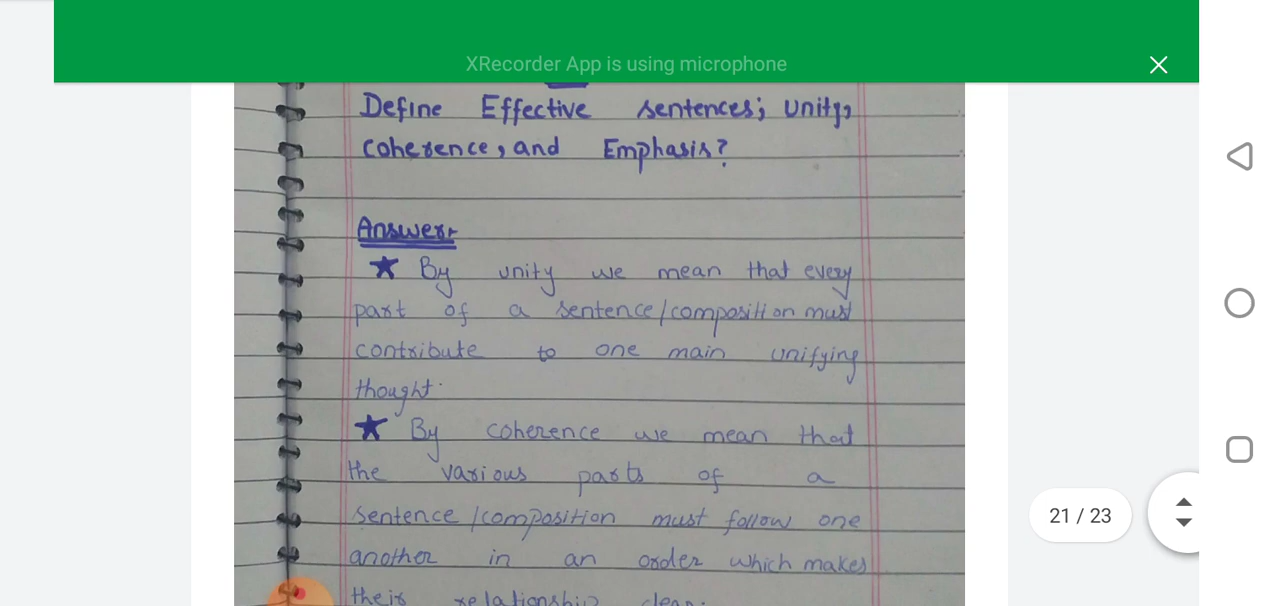 XRecorder App is using microphone
Define Effective sentences; Unity,
coherence, and Emphasis?
Answer:-
★ By unity we mean that every
part of a sentence/composition must
contribute to one main unifying
thought.
★ By coherence we mean that
the various parts of a
sentence/composition must follow one
another in an order which makes
their relationship clear.
21 / 23